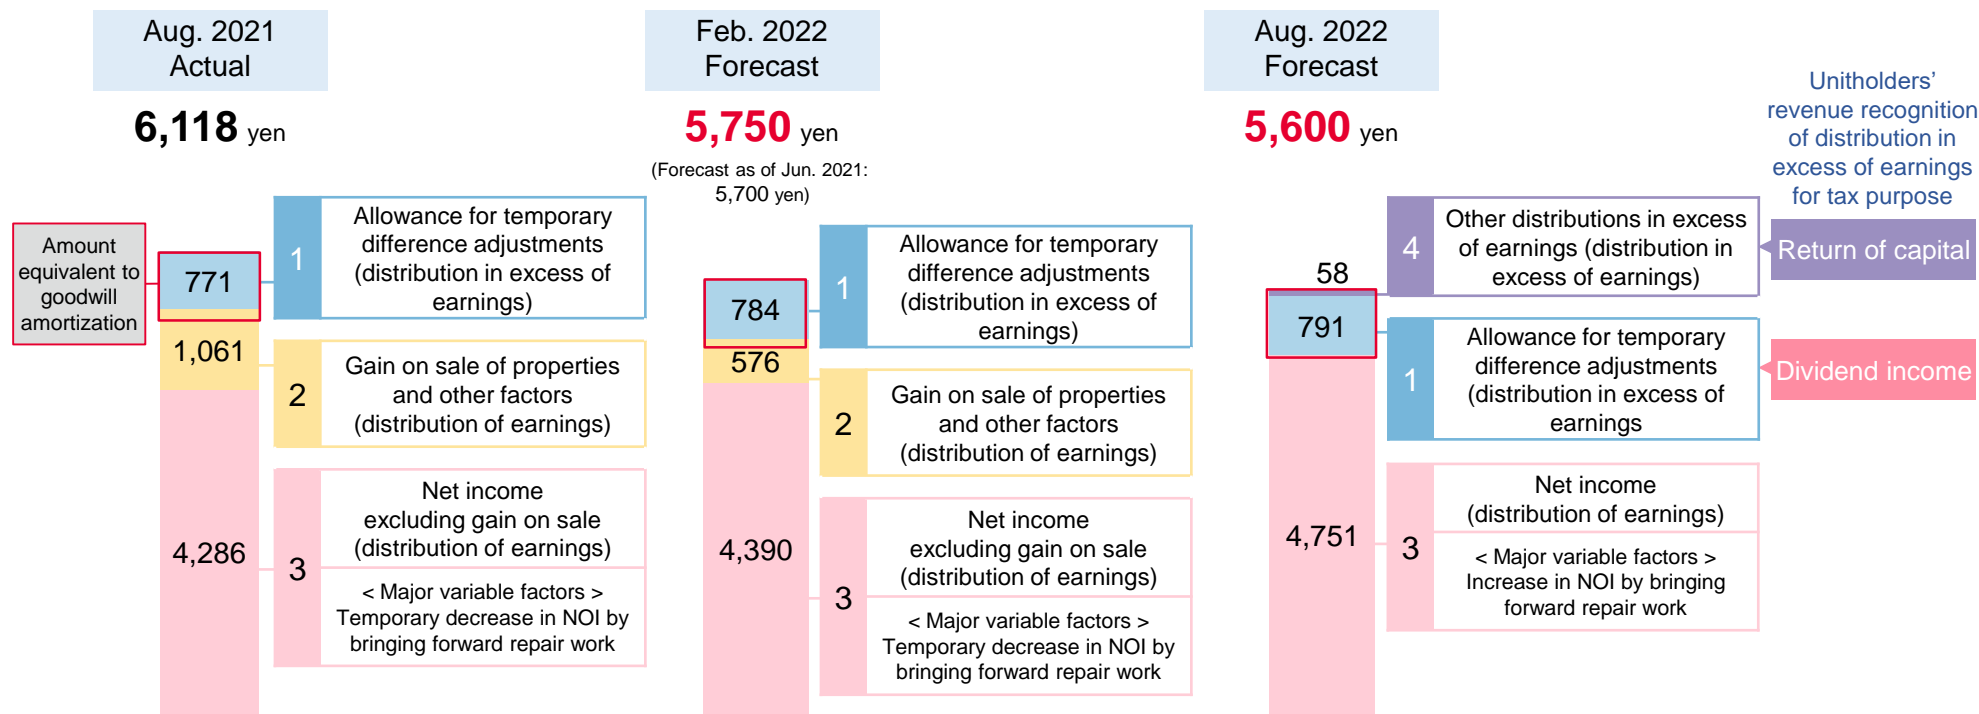 Aug. 2021
Actual
6,118 yen
Amount
equivalent to
goodwill
amortization
771
1,061
4,286
1
Allowance for temporary
difference adjustments
(distribution in excess of
earnings)
2
Gain on sale of properties
and other factors
(distribution of earnings)
3
Net income
excluding gain on sale
(distribution of earnings)
< Major variable factors >
Temporary decrease in NOI by
bringing forward repair work
Feb. 2022
Forecast
5,750 yen
(Forecast as of Jun. 2021:
5,700 yen)
784
576
4,390
1
Allowance for temporary
difference adjustments
(distribution in excess of
earnings)
2
Gain on sale of properties
and other factors
(distribution of earnings)
3
Net income
excluding gain on sale
(distribution of earnings)
< Major variable factors >
Temporary decrease in NOI by
bringing forward repair work
Aug. 2022
Forecast
5,600 yen
58
791
4,751
4
Other distributions in excess
of earnings (distribution in
excess of earnings)
1
Allowance for temporary
difference adjustments
(distribution in excess of
earnings
3
Net income
(distribution of earnings)
< Major variable factors >
Increase in NOI by bringing
forward repair work
Unitholders'
revenue recognition
of distribution in
excess of earnings
for tax purpose
Return of capital
Dividend income